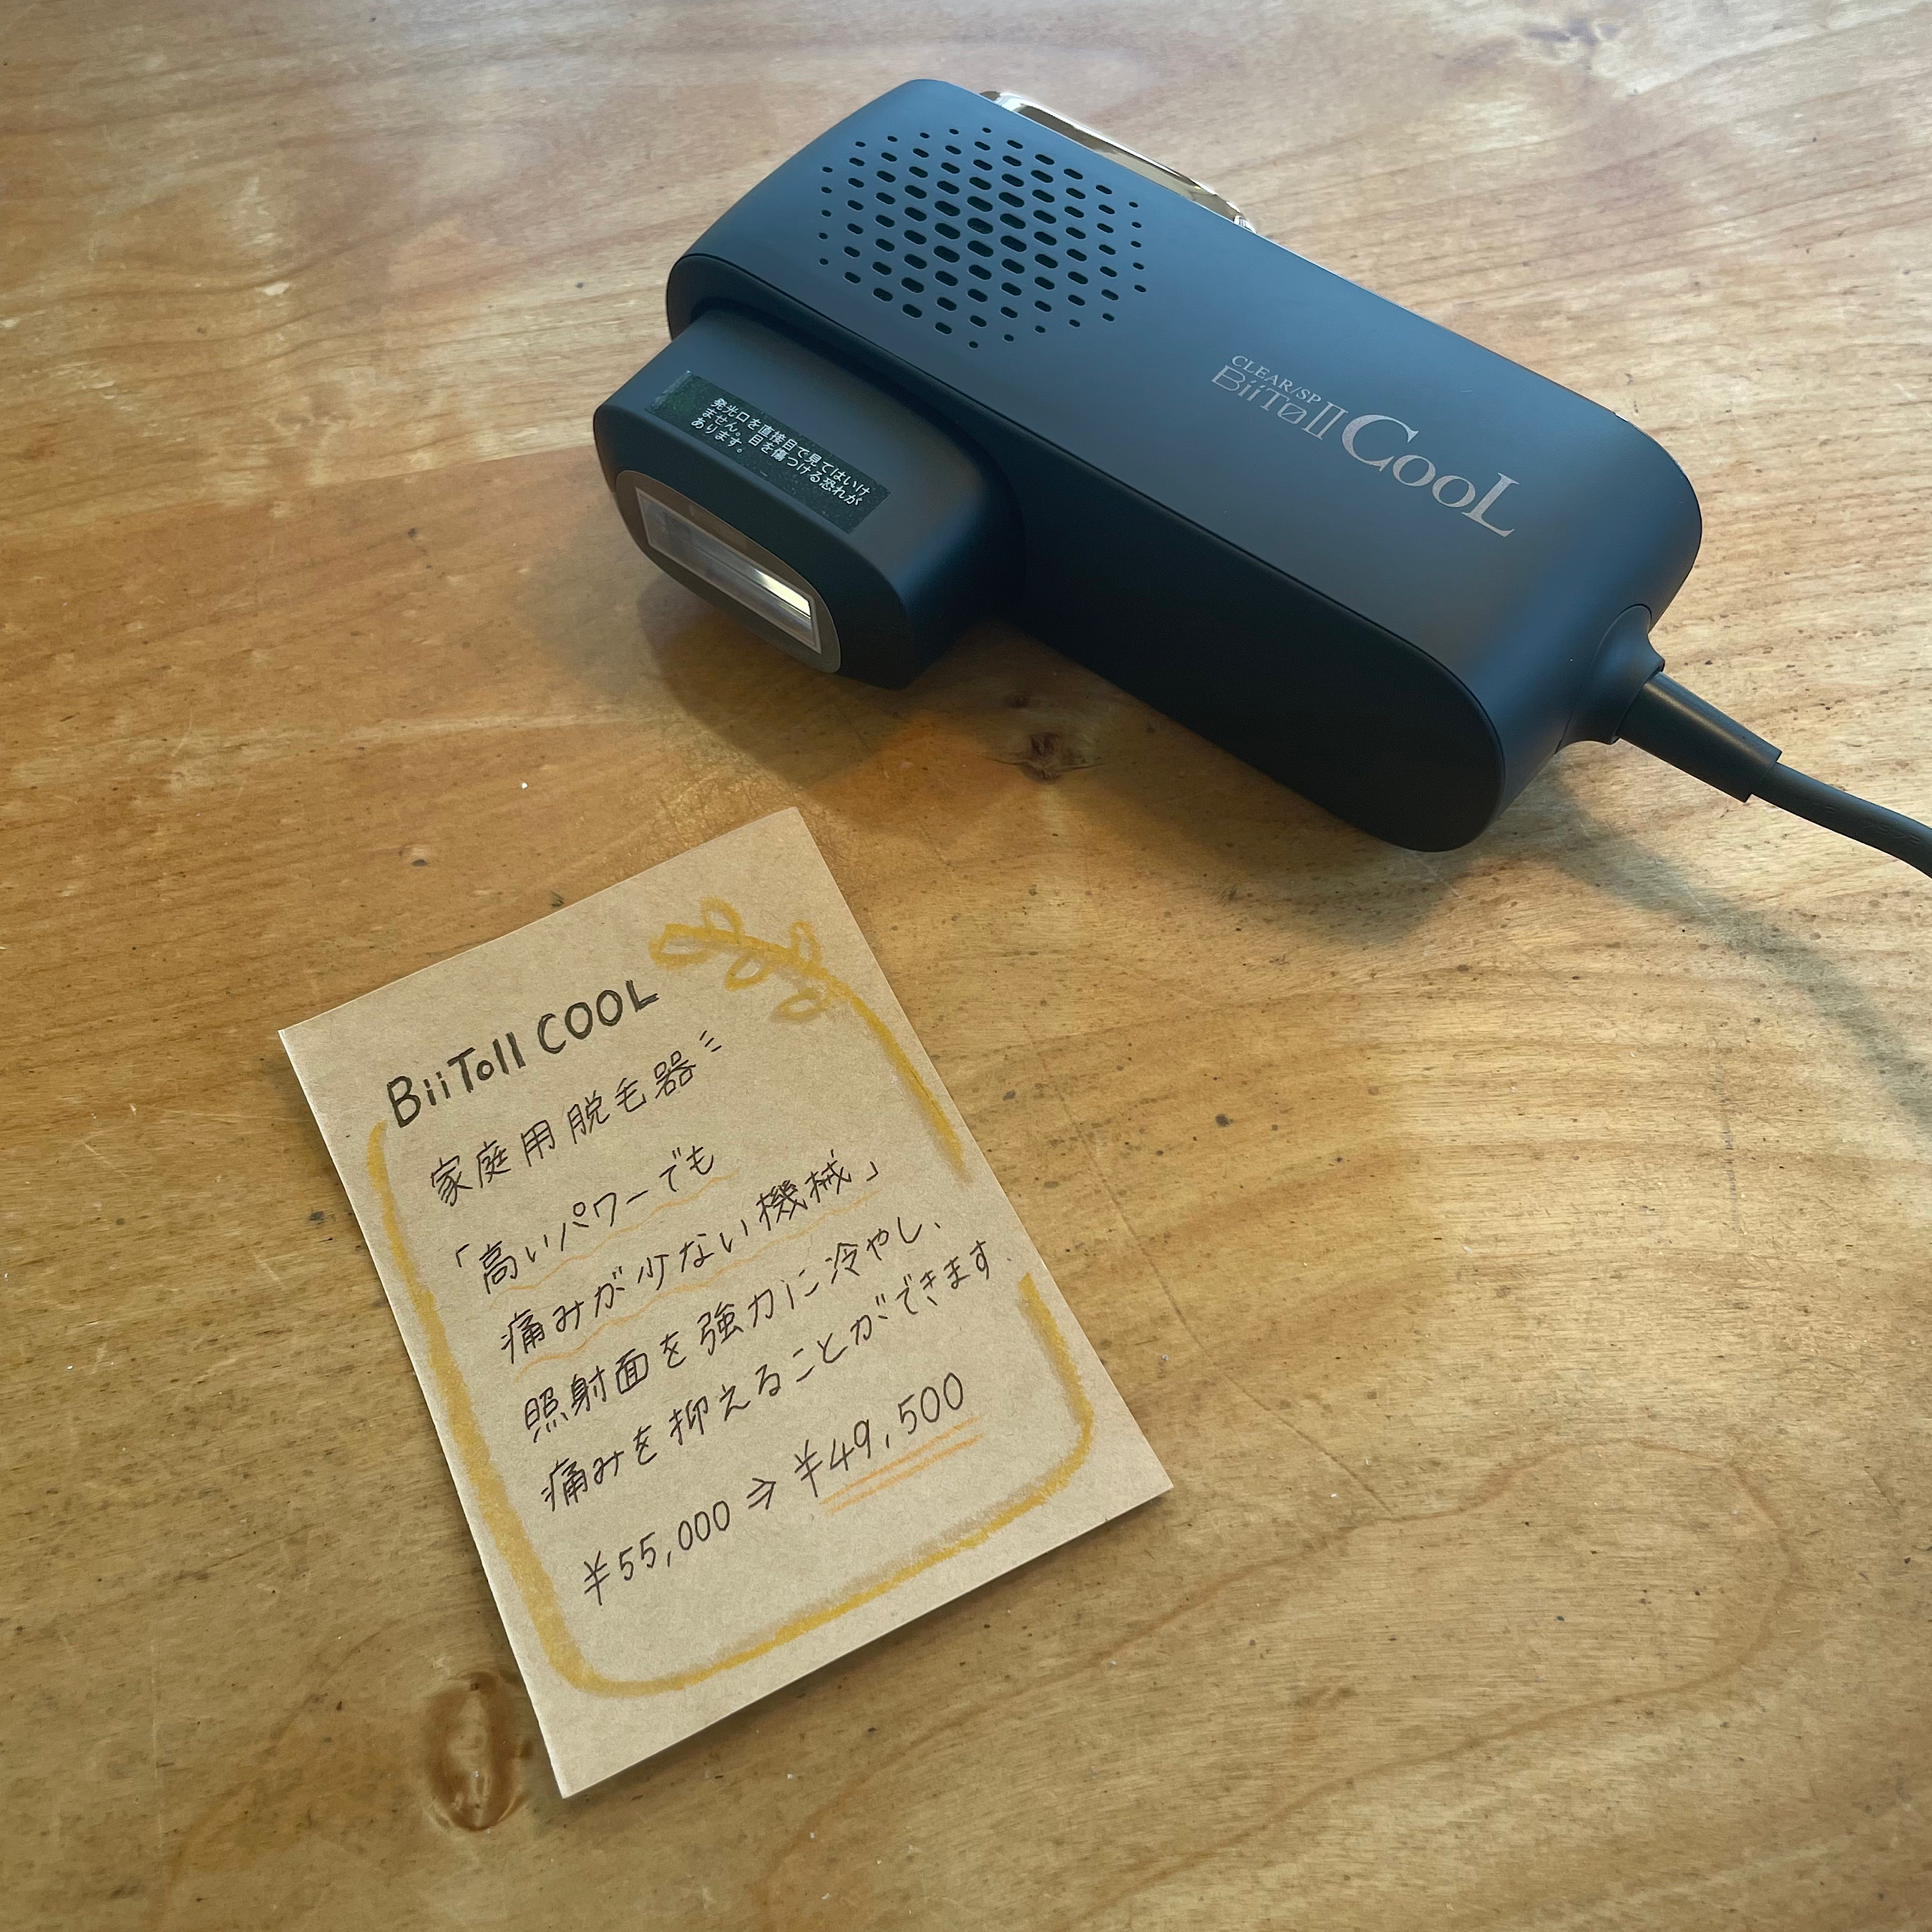 CLEAR/SP
BiiTo II CooL
発光口を直接目で見てはいけ
ません。目を傷つける恐れが
あります。
BiiToII COOL
家庭用脱毛器
「高いパワーでも
痛みが少ない機械」
照射面を強力に冷やし、
痛みを抑えることができます.
¥55,000 ⇒ ¥49,500